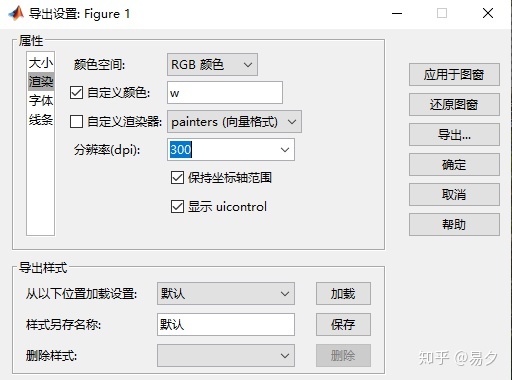 导出设置: Figure 1
属性
大小
渲染
字体
线条
颜色空间: RGB 颜色
自定义颜色: w
自定义渲染器: painters (向量格式)
分辨率(dpi): 300
保持坐标轴范围
显示 uicontrol
应用于图窗
还原图窗
导出...
确定
取消
帮助
导出样式
从以下位置加载设置: 默认 加载
样式另存名称: 默认 保存
删除样式: 删除
知乎 @易夕